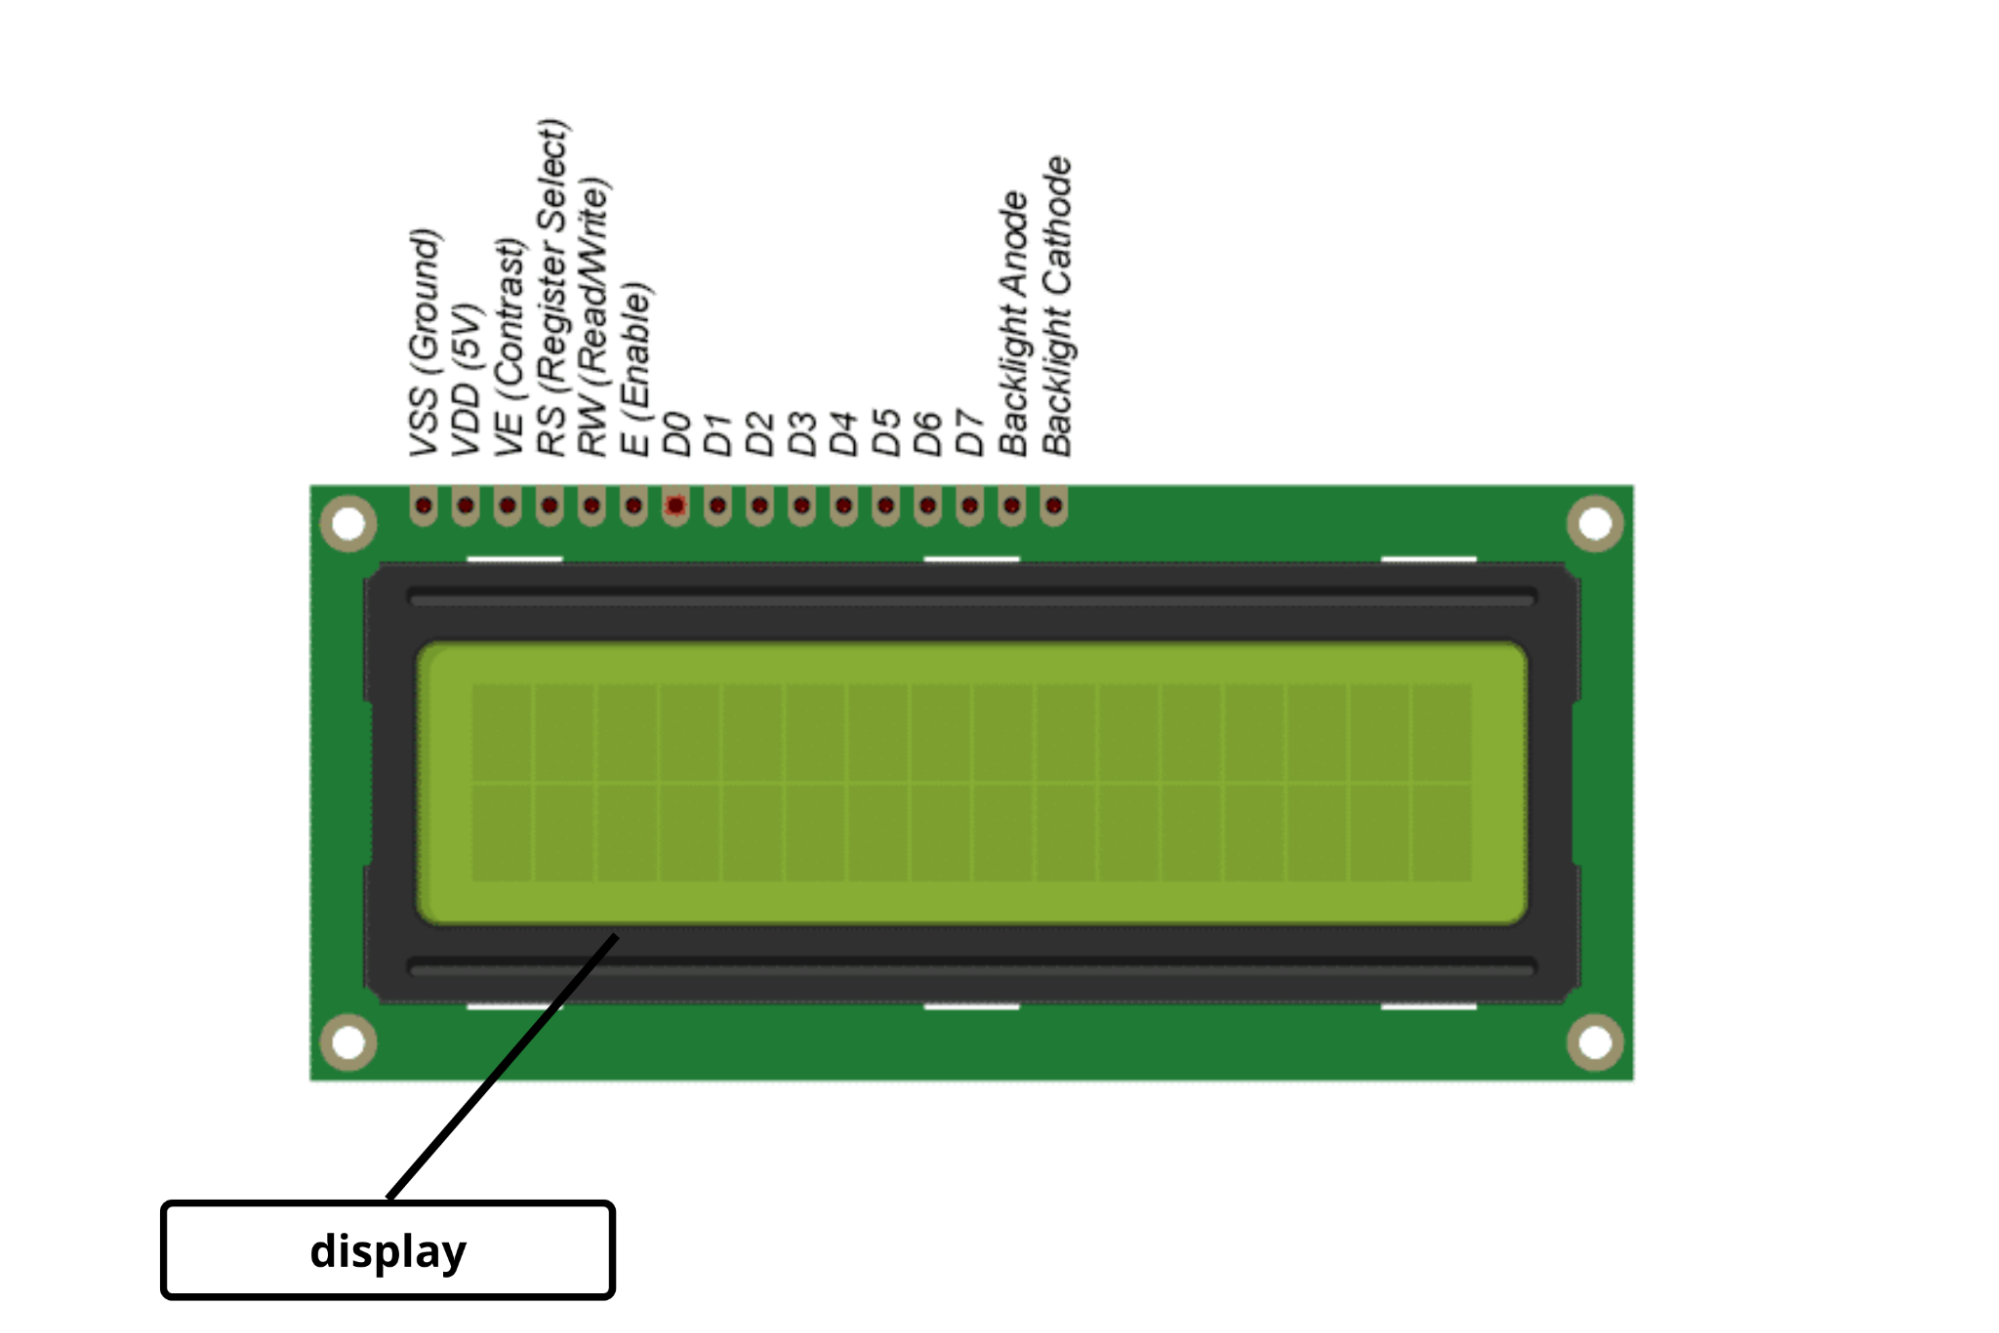 VSS (Ground)
VDD (5V)
VE (Contrast)
RS (Register Select)
RW (Read/Write)
E (Enable)
D0
D1
D2
D3
D4
D5
D6
D7
Backlight Anode
Backlight Cathode
display